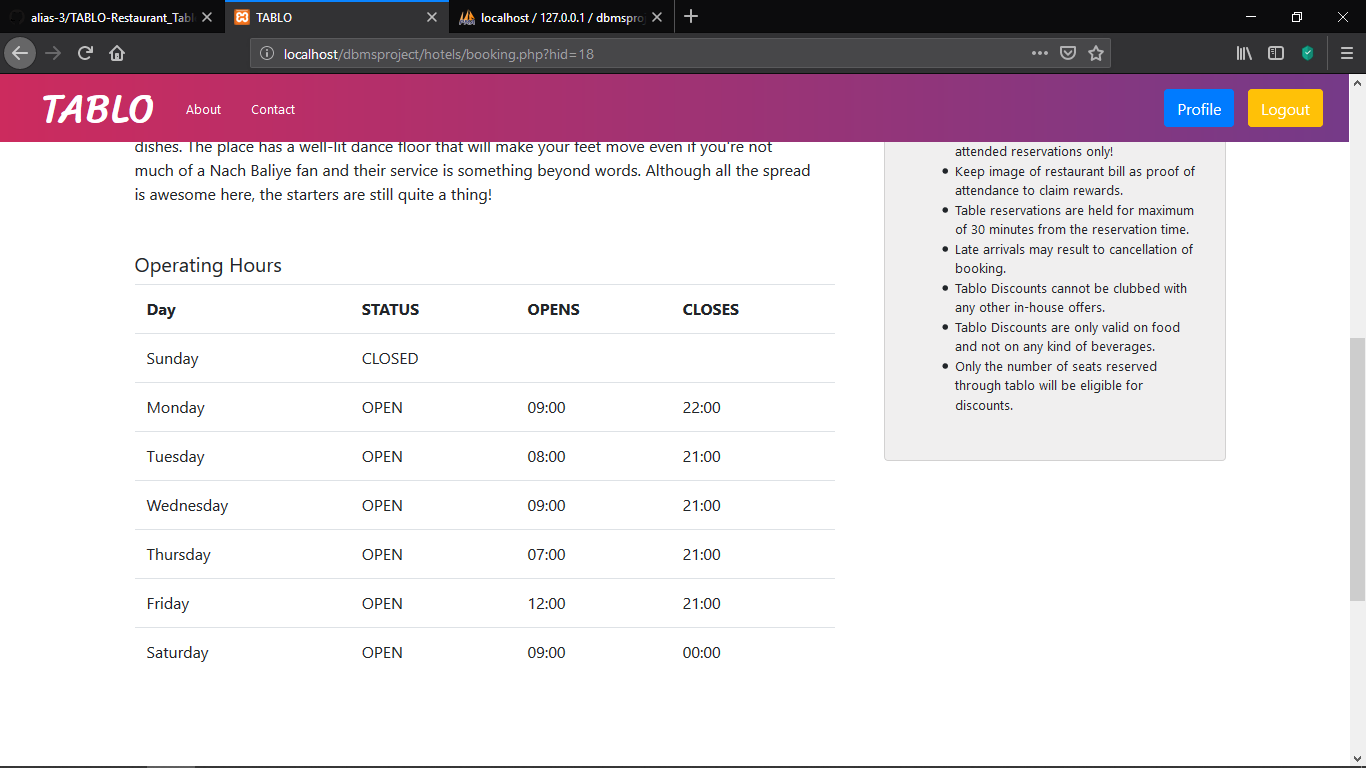 alias-3/TABLO-Restaurant_Tabl
TABLO
localhost / 127.0.0.1 / dbmspro
localhost/dbmsproject/hotels/booking.php?hid=18
TABLO About Contact Profile Logout
dishes. The place has a well-lit dance floor that will make your feet move even if you're not
much of a Nach Baliye fan and their service is something beyond words. Although all the spread
is awesome here, the starters are still quite a thing!
Operating Hours
Day STATUS OPENS CLOSES
Sunday CLOSED
Monday OPEN 09:00 22:00
Tuesday OPEN 08:00 21:00
Wednesday OPEN 09:00 21:00
Thursday OPEN 07:00 21:00
Friday OPEN 12:00 21:00
Saturday OPEN 09:00 00:00
attended reservations only!
• Keep image of restaurant bill as proof of
attendance to claim rewards.
• Table reservations are held for maximum
of 30 minutes from the reservation time.
• Late arrivals may result to cancellation of
booking.
• Tablo Discounts cannot be clubbed with
any other in-house offers.
• Tablo Discounts are only valid on food
and not on any kind of beverages.
• Only the number of seats reserved
through tablo will be eligible for
discounts.